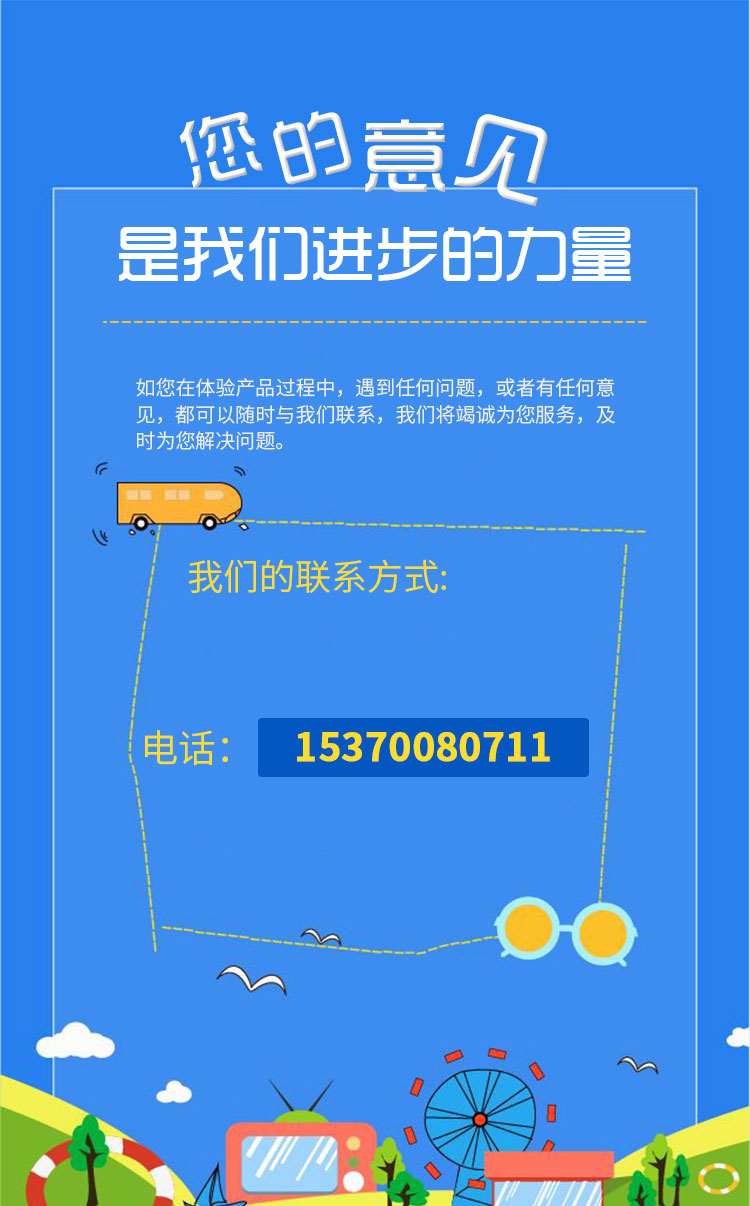 您的意见
是我们进步的力量
如您在体验产品过程中，遇到任何问题，或者有任何意
见，都可以随时与我们联系，我们将竭诚为您服务，及
时为您解决问题。
我们的联系方式:
电话： 15370080711